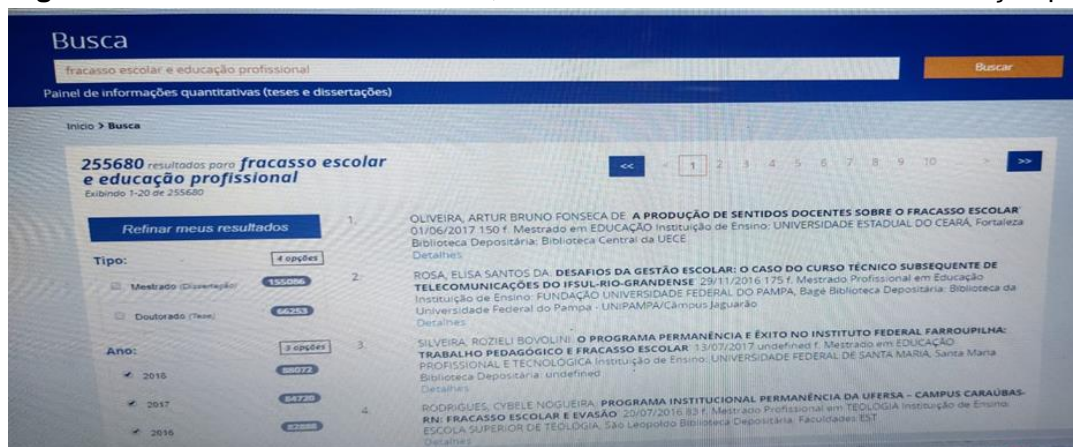 Busca
fracasso escolar e educação profissional
Buscar
Painel de informações quantitativas (teses e dissertações)
Início > Busca
255680 resultados para fracasso escolar
e educação profissional
Exibindo 1-20 de 255680
<< < 1 2 3 4 5 6 7 8 9 10 > >>
Refinar meus resultados
Tipo: 4 opções
Mestrado (Dissertação) 155086
Doutorado (Tese) 66253
Ano: 3 opções
2018 88072
2017 84720
2016 82888
1. OLIVEIRA, ARTUR BRUNO FONSECA DE. A PRODUÇÃO DE SENTIDOS DOCENTES SOBRE O FRACASSO ESCOLAR'
01/06/2017 150 f. Mestrado em EDUCAÇÃO Instituição de Ensino: UNIVERSIDADE ESTADUAL DO CEARÁ, Fortaleza
Biblioteca Depositária: Biblioteca Central da UECE
Detalhes
2. ROSA, ELISA SANTOS DA. DESAFIOS DA GESTÃO ESCOLAR: O CASO DO CURSO TÉCNICO SUBSEQUENTE DE
TELECOMUNICAÇÕES DO IFSUL-RIO-GRANDENSE' 29/11/2016 175 f. Mestrado Profissional em Educação
Instituição de Ensino: FUNDAÇÃO UNIVERSIDADE FEDERAL DO PAMPA, Bagé Biblioteca Depositária: Biblioteca da
Universidade Federal do Pampa - UNIPAMPA/Câmpus Jaguarão
Detalhes
3. SILVEIRA, ROZIELI BOVOLINI. O PROGRAMA PERMANÊNCIA E ÊXITO NO INSTITUTO FEDERAL FARROUPILHA:
TRABALHO PEDAGÓGICO E FRACASSO ESCOLAR' 13/07/2017 undefined f. Mestrado em EDUCAÇÃO
PROFISSIONAL E TECNOLÓGICA Instituição de Ensino: UNIVERSIDADE FEDERAL DE SANTA MARIA, Santa Maria
Biblioteca Depositária: undefined
Detalhes
4. RODRIGUES, CYBELE NOGUEIRA. PROGRAMA INSTITUCIONAL PERMANÊNCIA DA UFERSA – CAMPUS CARAÚBAS-
RN: FRACASSO ESCOLAR E EVASÃO' 20/07/2016 83 f. Mestrado Profissional em TEOLOGIA Instituição de Ensino:
ESCOLA SUPERIOR DE TEOLOGIA, São Leopoldo Biblioteca Depositária: Faculdades EST
Detalhes